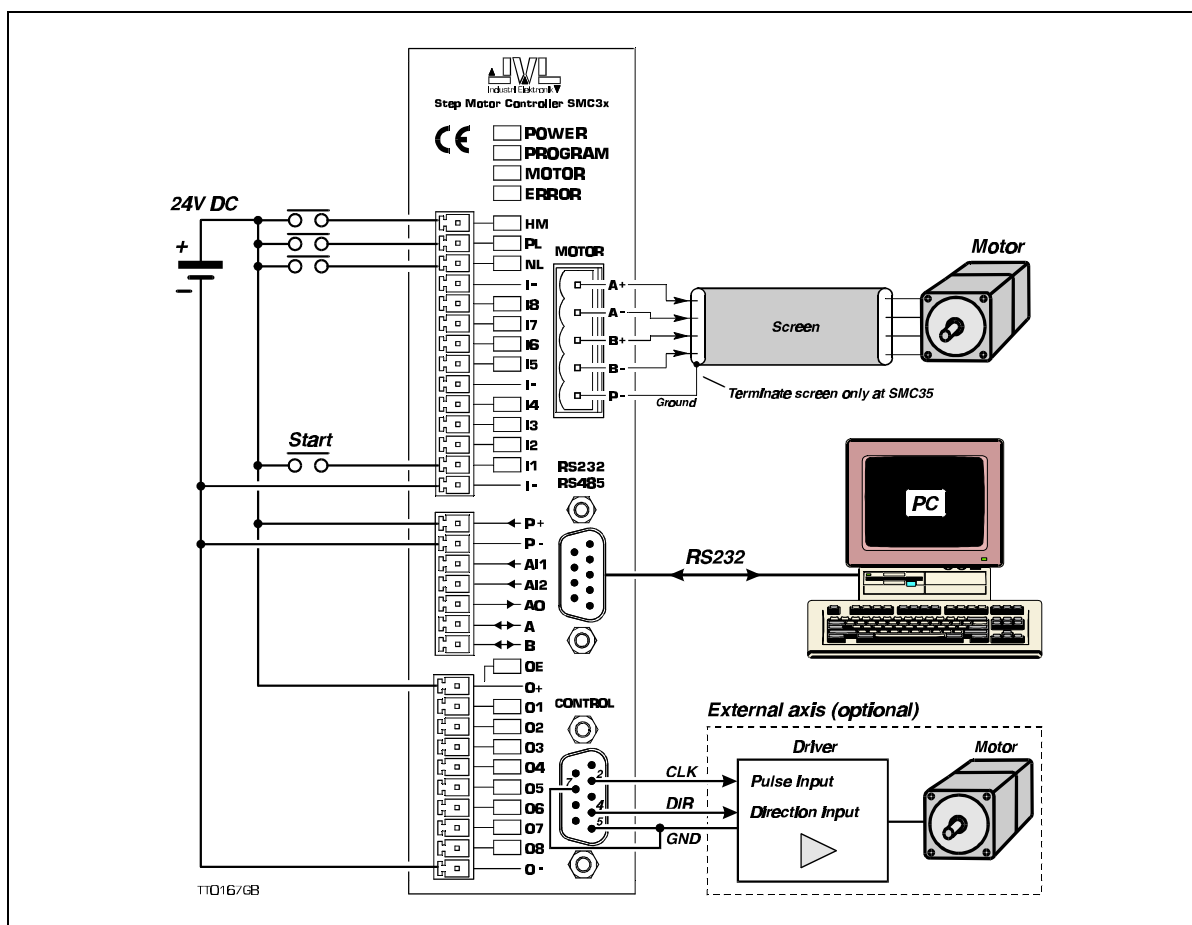 JVL
Industri Elektronik
Step Motor Controller SMC3x
CE
POWER
PROGRAM
MOTOR
ERROR
24V DC
+
−
HM
PL
NL
I-
I8
I7
I6
I5
I-
I4
I3
I2
Start
I1
I-
MOTOR
A+
A-
B+
B-
P-
Ground
Screen
Motor
Terminate screen only at SMC35
RS232
RS485
P+
P-
AI1
AI2
AO
A
B
RS232
PC
OE
O+
O1
O2
O3
O4
O5
O6
O7
O8
O-
CONTROL
2
7
4
5
CLK
DIR
GND
External axis (optional)
Driver
Pulse Input
Direction Input
Motor
TT0167GB